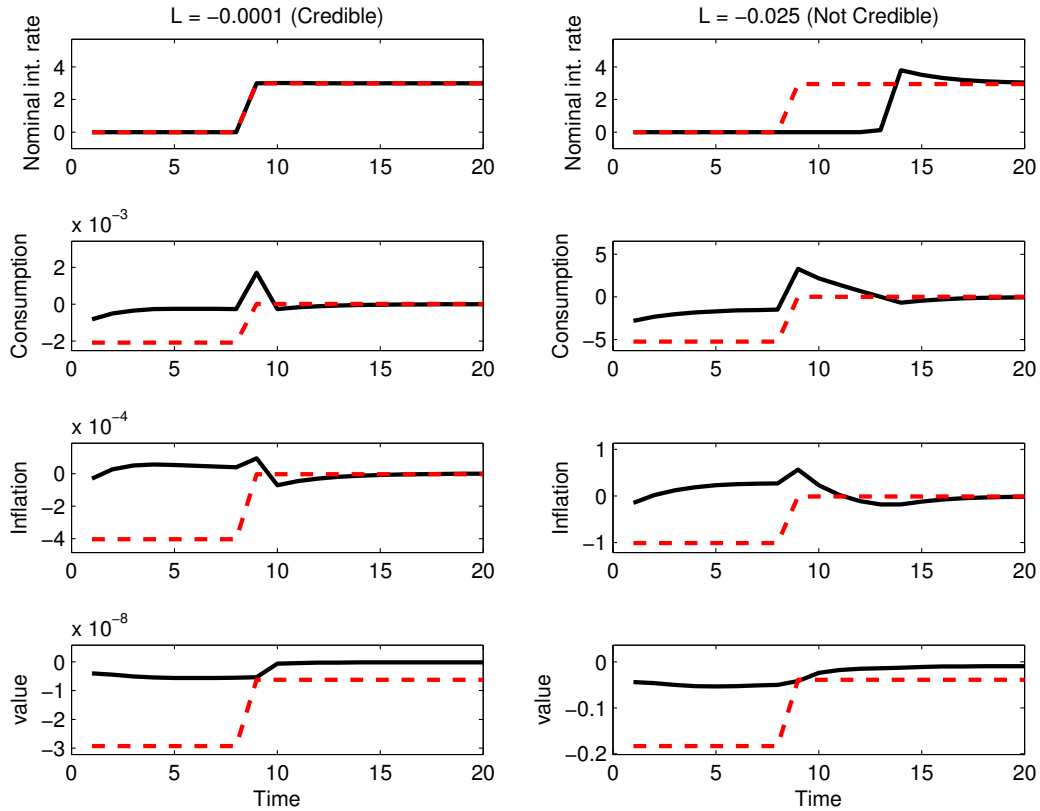 L = −0.0001 (Credible)
Nominal int. rate
4
2
0
0 5 10 15 20
L = −0.025 (Not Credible)
Nominal int. rate
4
2
0
0 5 10 15 20
x 10−3
Consumption
2
0
−2
0 5 10 15 20
Consumption
5
0
−5
0 5 10 15 20
x 10−4
Inflation
0
−2
−4
0 5 10 15 20
Inflation
1
0
−1
0 5 10 15 20
x 10−8
value
0
−1
−2
−3
0 5 10 15 20
Time
value
0
−0.1
−0.2
0 5 10 15 20
Time